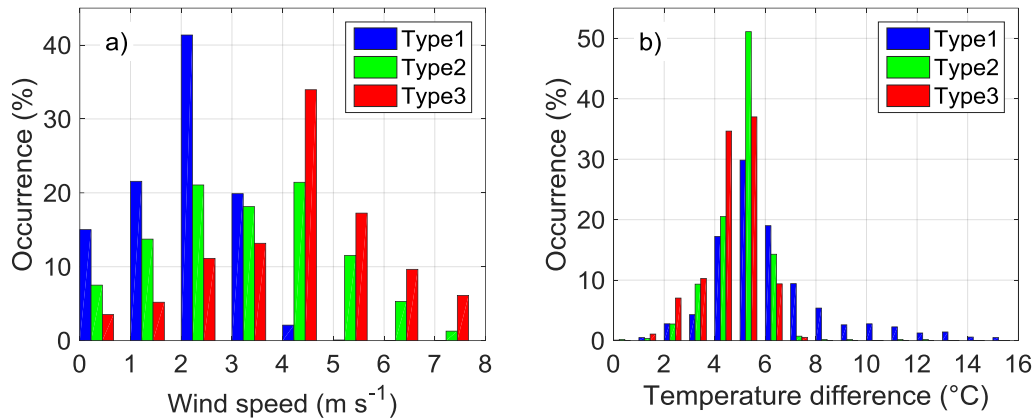 a)
Type1
Type2
Type3
Occurrence (%)
40
30
20
10
0
0 1 2 3 4 5 6 7 8
Wind speed (m s⁻¹)
b)
Type1
Type2
Type3
Occurrence (%)
50
40
30
20
10
0
0 2 4 6 8 10 12 14 16
Temperature difference (°C)